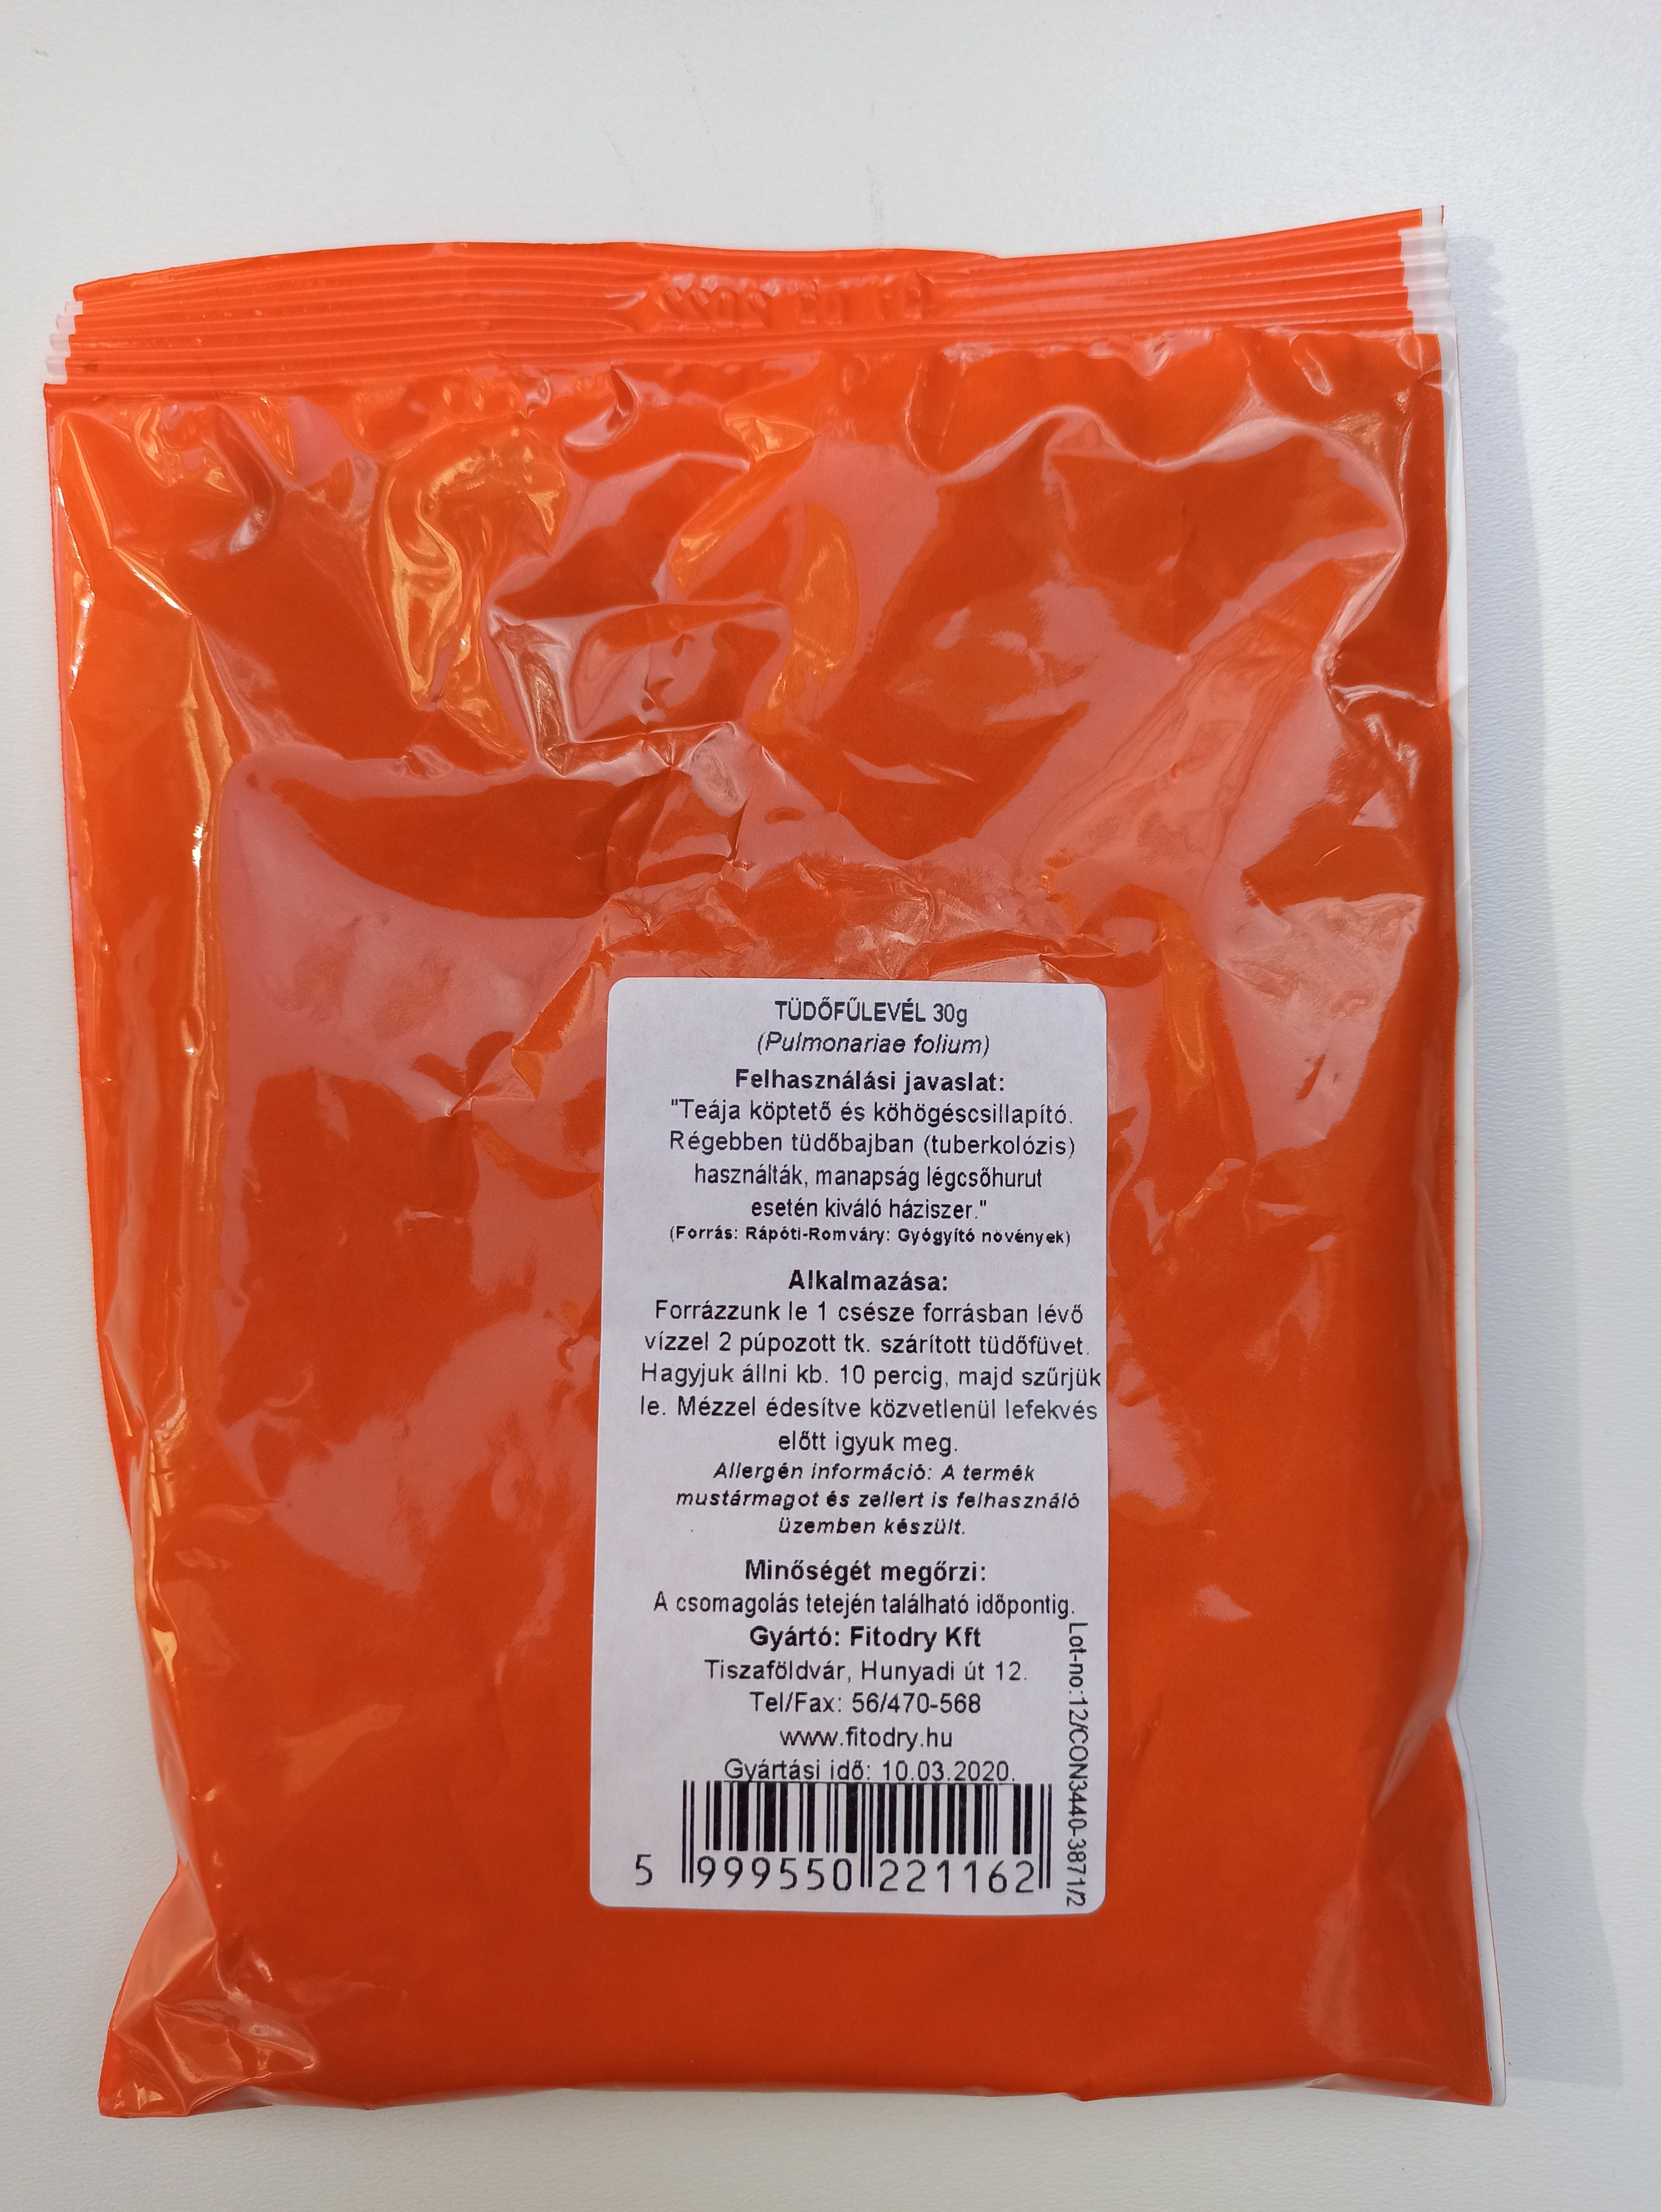 TÜDŐFŰLEVÉL 30g
(Pulmonariae folium)
Felhasználási javaslat:
"Teája köptető és köhögéscsillapító.
Régebben tüdőbajban (tuberkolózis)
használták, manapság légcsőhurut
esetén kiváló háziszer."
(Forrás: Rápóti-Romváry: Gyógyító növények)
Alkalmazása:
Forrázzunk le 1 csésze forrásban lévő
vízzel 2 púpozott tk. szárított tüdőfüvet.
Hagyjuk állni kb. 10 percig, majd szűrjük
le. Mézzel édesítve közvetlenül lefekvés
előtt igyuk meg.
Allergén információ: A termék
mustármagot és zellert is felhasználó
üzemben készült.
Minőségét megőrzi:
A csomagolás tetején található időpontig.
Gyártó: Fitodry Kft
Tiszaföldvár, Hunyadi út 12.
Tel/Fax: 56/470-568
www.fitodry.hu
Gyártási idő: 10.03.2020.
5 999550 221162
Lot-no:12/CON3440-3871/2